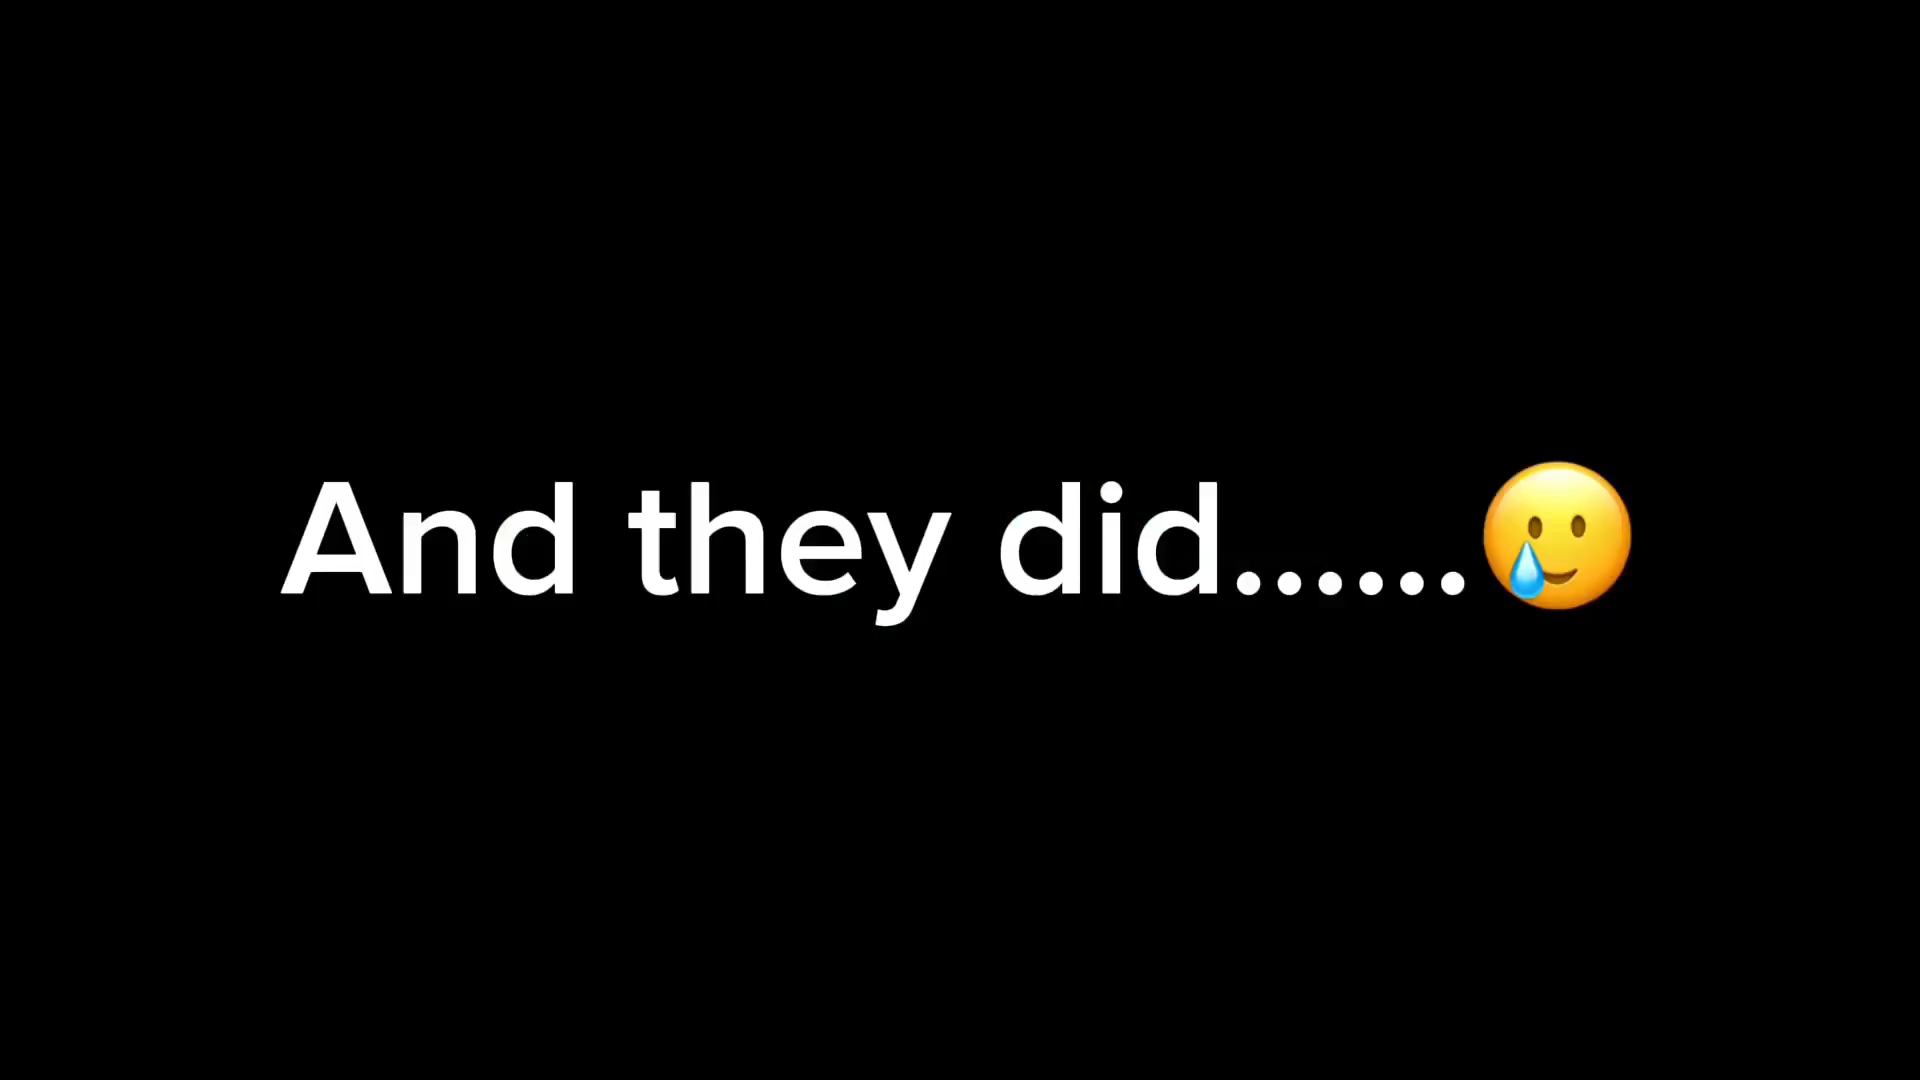 And they did......🥲